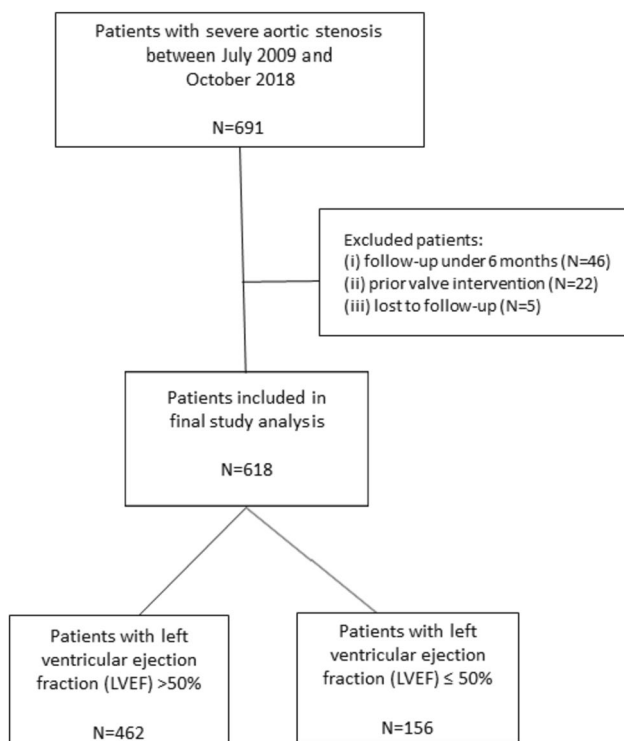 Patients with severe aortic stenosis
between July 2009 and
October 2018
N=691
Excluded patients:
(i) follow-up under 6 months (N=46)
(ii) prior valve intervention (N=22)
(iii) lost to follow-up (N=5)
Patients included in
final study analysis
N=618
Patients with left
ventricular ejection
fraction (LVEF) >50%
N=462
Patients with left
ventricular ejection
fraction (LVEF) ≤ 50%
N=156